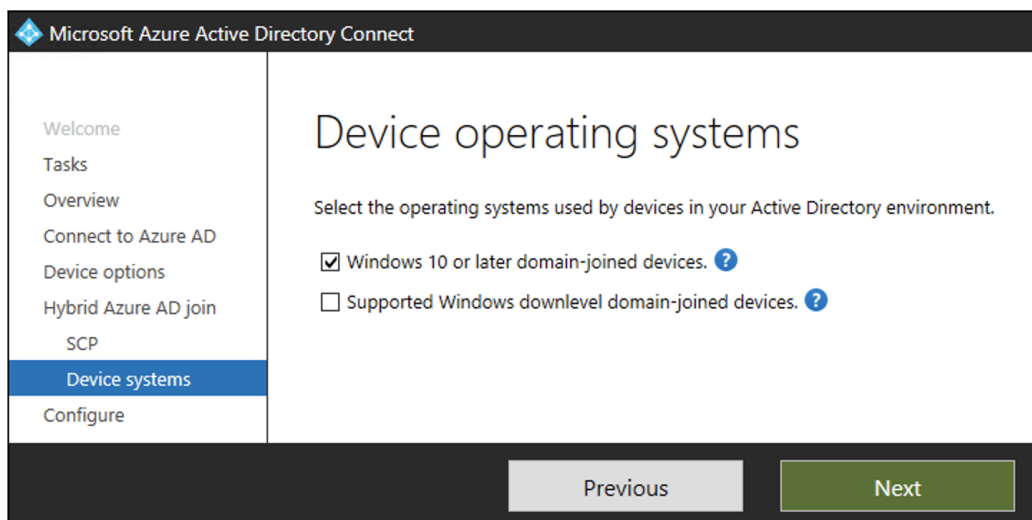 Microsoft Azure Active Directory Connect
Welcome
Tasks
Overview
Connect to Azure AD
Device options
Hybrid Azure AD join
SCP
Device systems
Configure
Device operating systems
Select the operating systems used by devices in your Active Directory environment.
Windows 10 or later domain-joined devices. ?
Supported Windows downlevel domain-joined devices. ?
Previous
Next